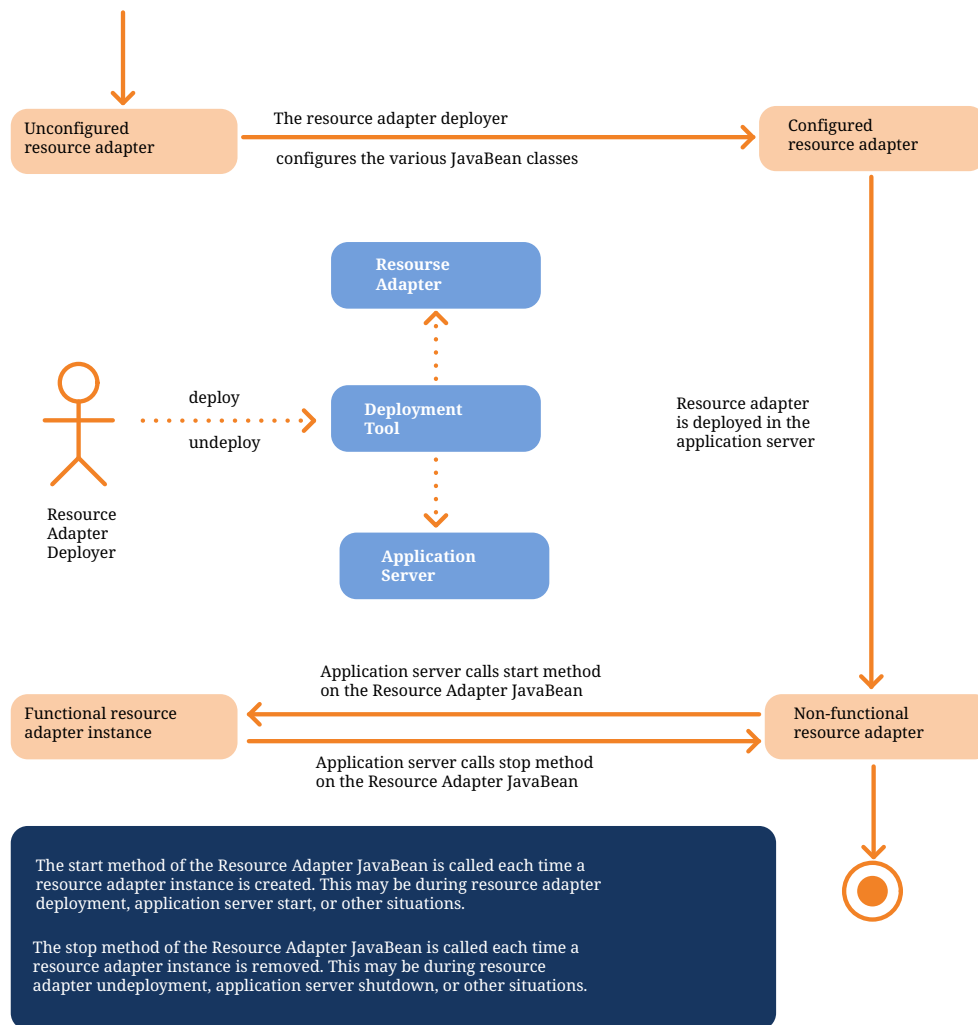 Unconfigured
resource adapter
The resource adapter deployer
configures the various JavaBean classes
Configured
resource adapter
Resourse
Adapter
deploy
undeploy
Deployment
Tool
Resource adapter
is deployed in the
application server
Resource
Adapter
Deployer
Application
Server
Application server calls start method
on the Resource Adapter JavaBean
Functional resource
adapter instance
Non-functional
resource adapter
Application server calls stop method
on the Resource Adapter JavaBean
The start method of the Resource Adapter JavaBean is called each time a
resource adapter instance is created. This may be during resource adapter
deployment, application server start, or other situations.
The stop method of the Resource Adapter JavaBean is called each time a
resource adapter instance is removed. This may be during resource
adapter undeployment, application server shutdown, or other situations.